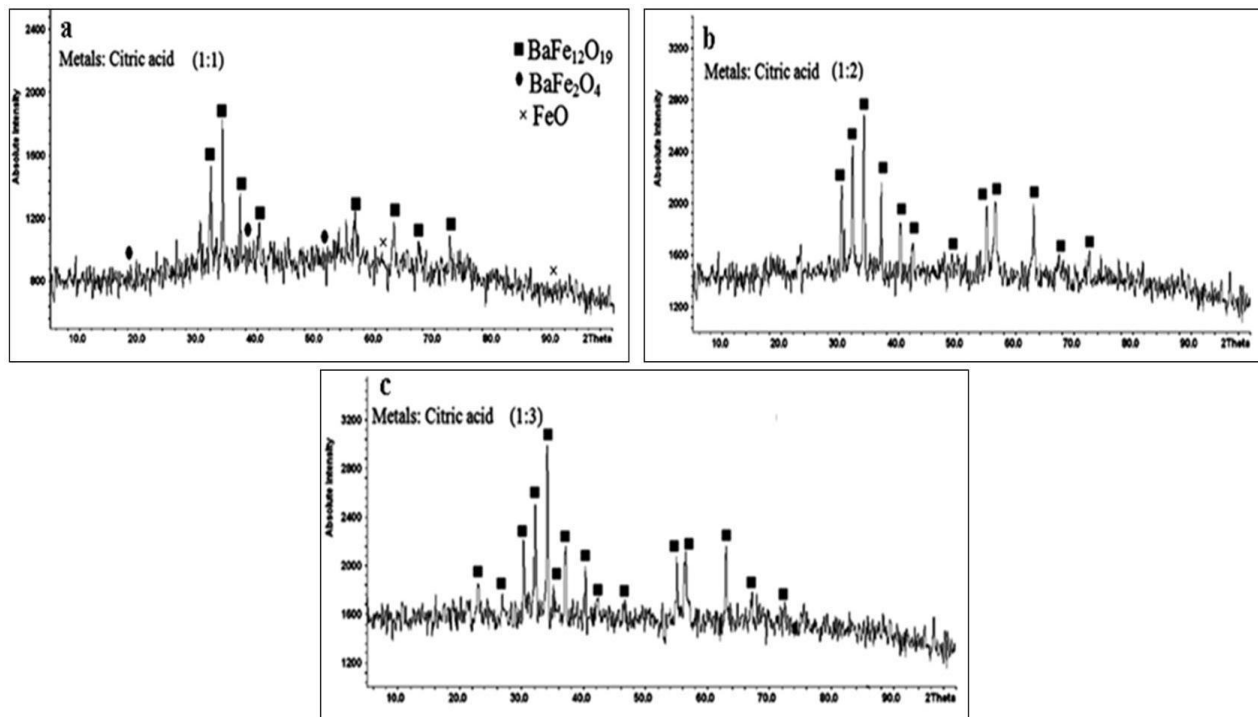 a
Metals: Citric acid (1:1)
■ BaFe12O19
● BaFe2O4
× FeO
Absolute Intensity
2400
2000
1600
1200
800
10.0 20.0 30.0 40.0 50.0 60.0 70.0 80.0 90.0 2Theta
b
Metals: Citric acid (1:2)
Absolute Intensity
3200
2800
2400
2000
1600
1200
10.0 20.0 30.0 40.0 50.0 60.0 70.0 80.0 90.0 2Theta
c
Metals: Citric acid (1:3)
Absolute Intensity
3200
2800
2400
2000
1600
1200
10.0 20.0 30.0 40.0 50.0 60.0 70.0 80.0 90.0 2Theta